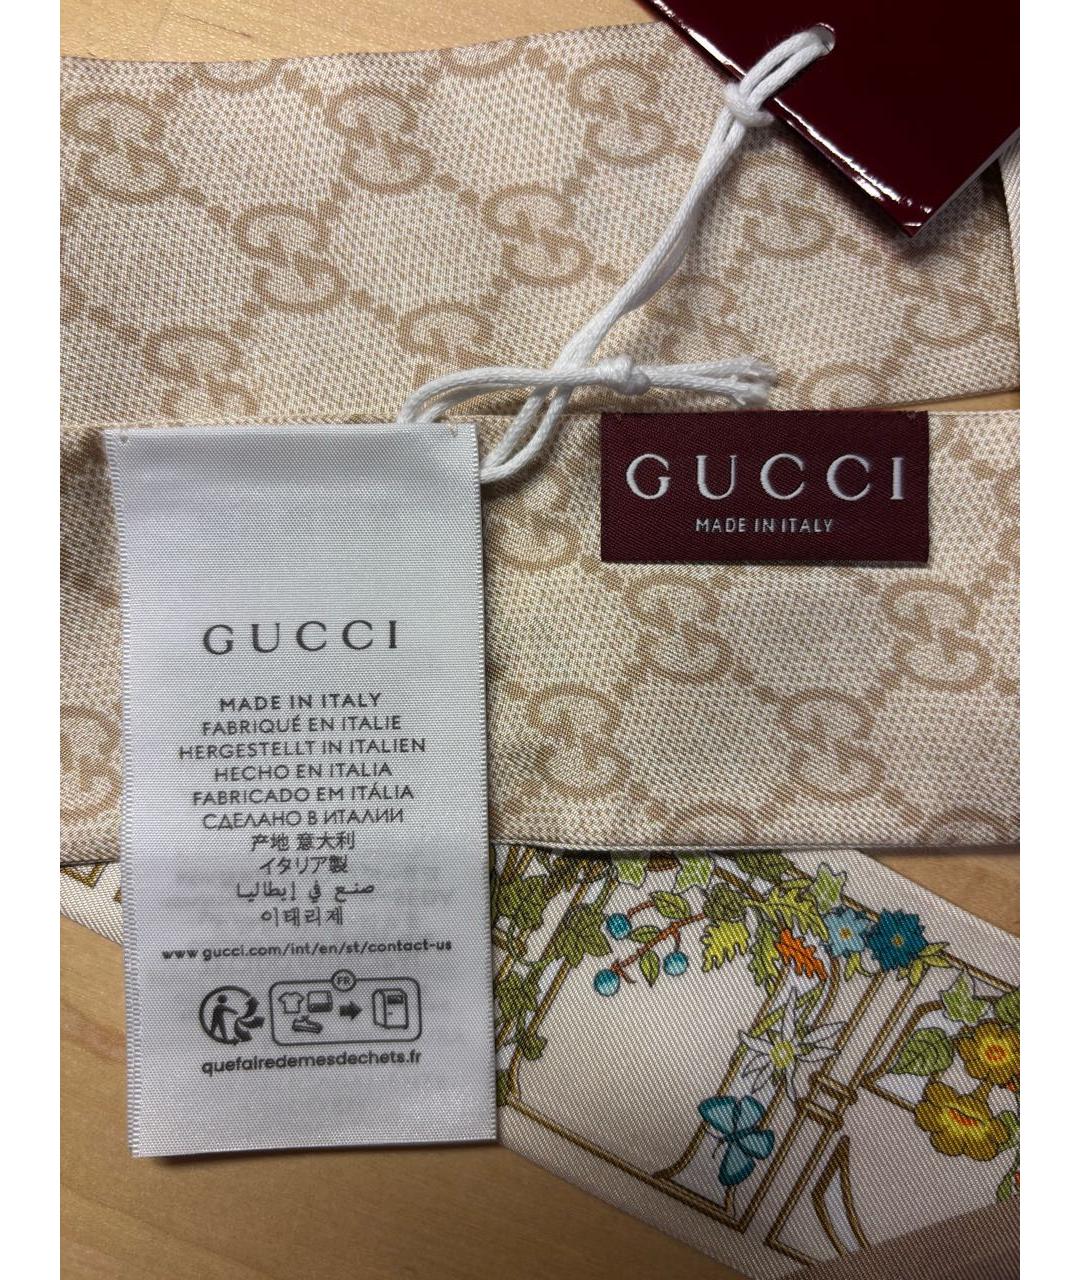 GUCCI
MADE IN ITALY
GUCCI
MADE IN ITALY
FABRIQUÉ EN ITALIE
HERGESTELLT IN ITALIEN
HECHO EN ITALIA
FABRICADO EM ITÁLIA
СДЕЛАНО В ИТАЛИИ
产地 意大利
イタリア製
صنع في إيطاليا
이태리제
www.gucci.com/int/en/st/contact-us
FR
quefairedemesdechets.fr